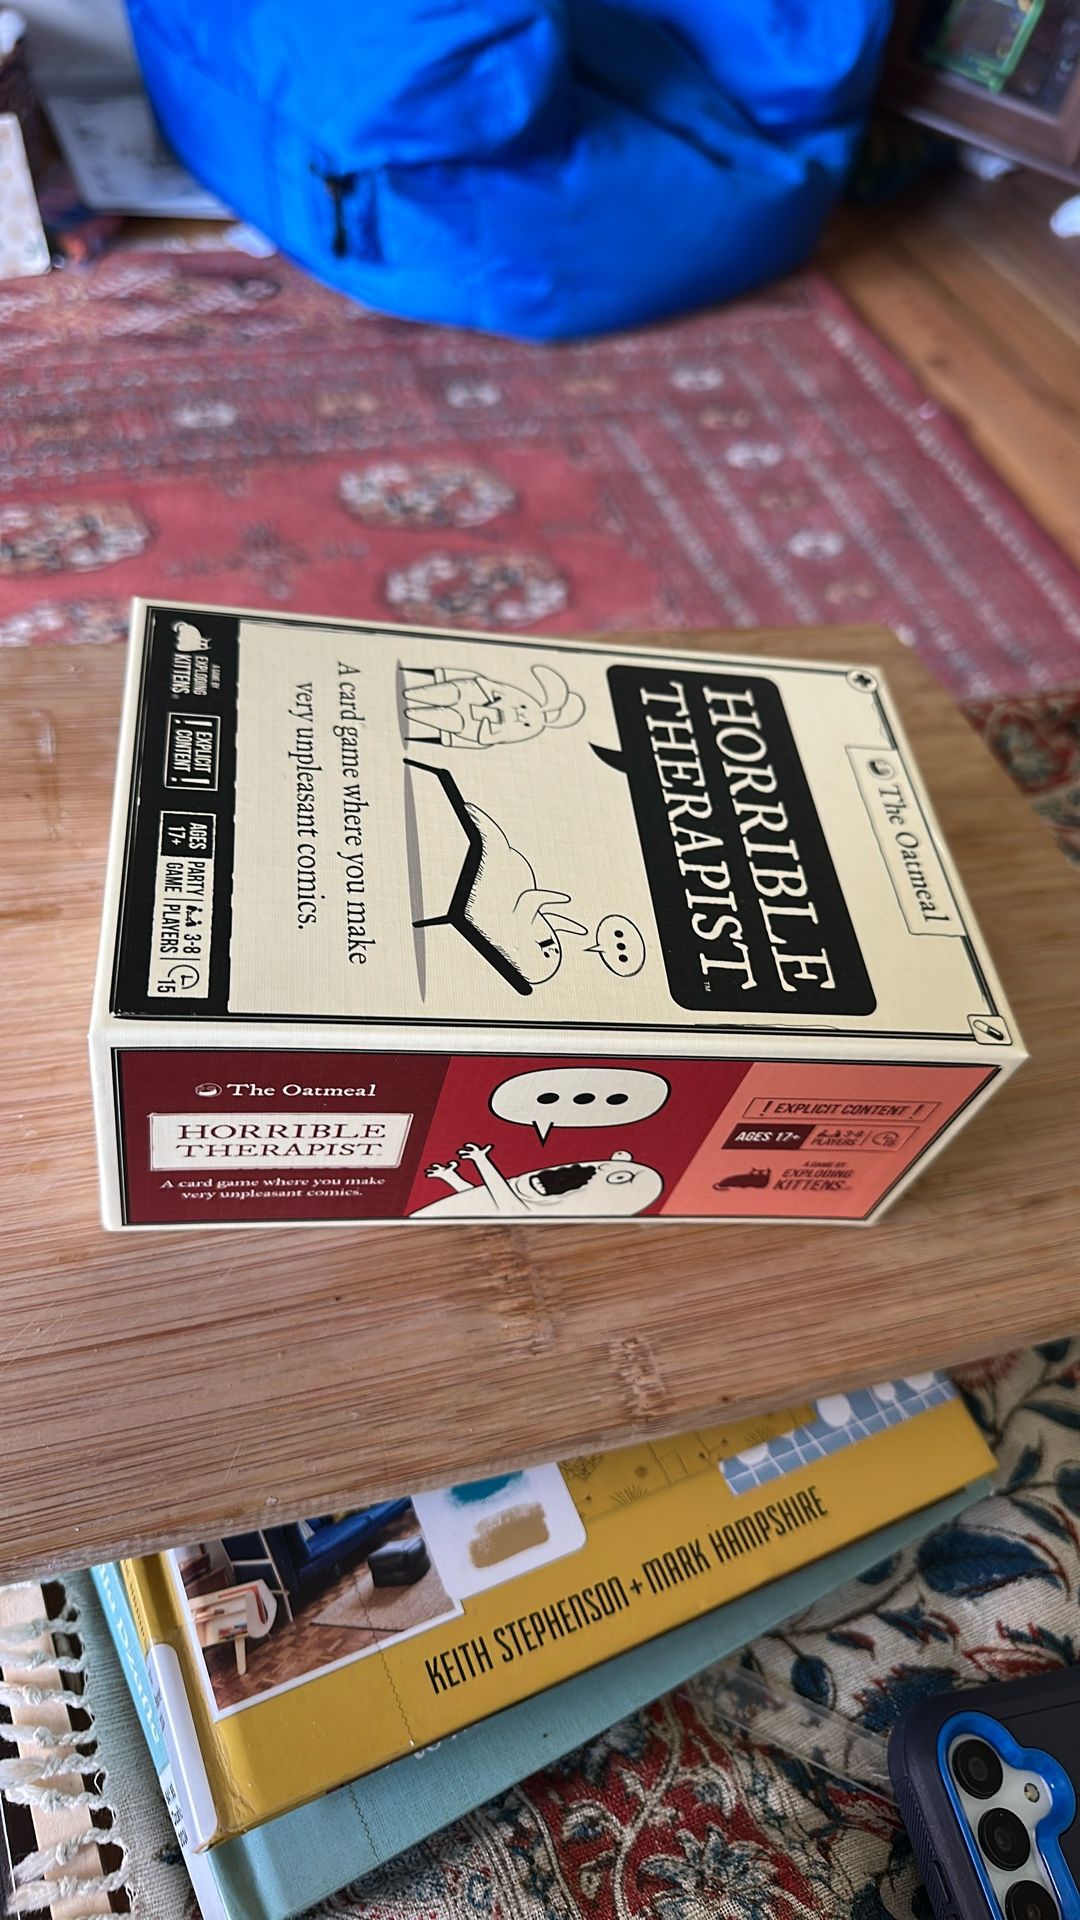 The Oatmeal
HORRIBLE
THERAPIST™
A card game where you make
very unpleasant comics.
A GAME BY
EXPLODING
KITTENS®
! EXPLICIT !
CONTENT
AGES
17+
PARTY
GAME
3-8
PLAYERS
15
The Oatmeal
HORRIBLE
THERAPIST
A card game where you make
very unpleasant comics.
! EXPLICIT CONTENT !
AGES 17+
3-8
PLAYERS
15
A GAME BY
EXPLODING
KITTENS
KEITH STEPHENSON + MARK HAMPSHIRE